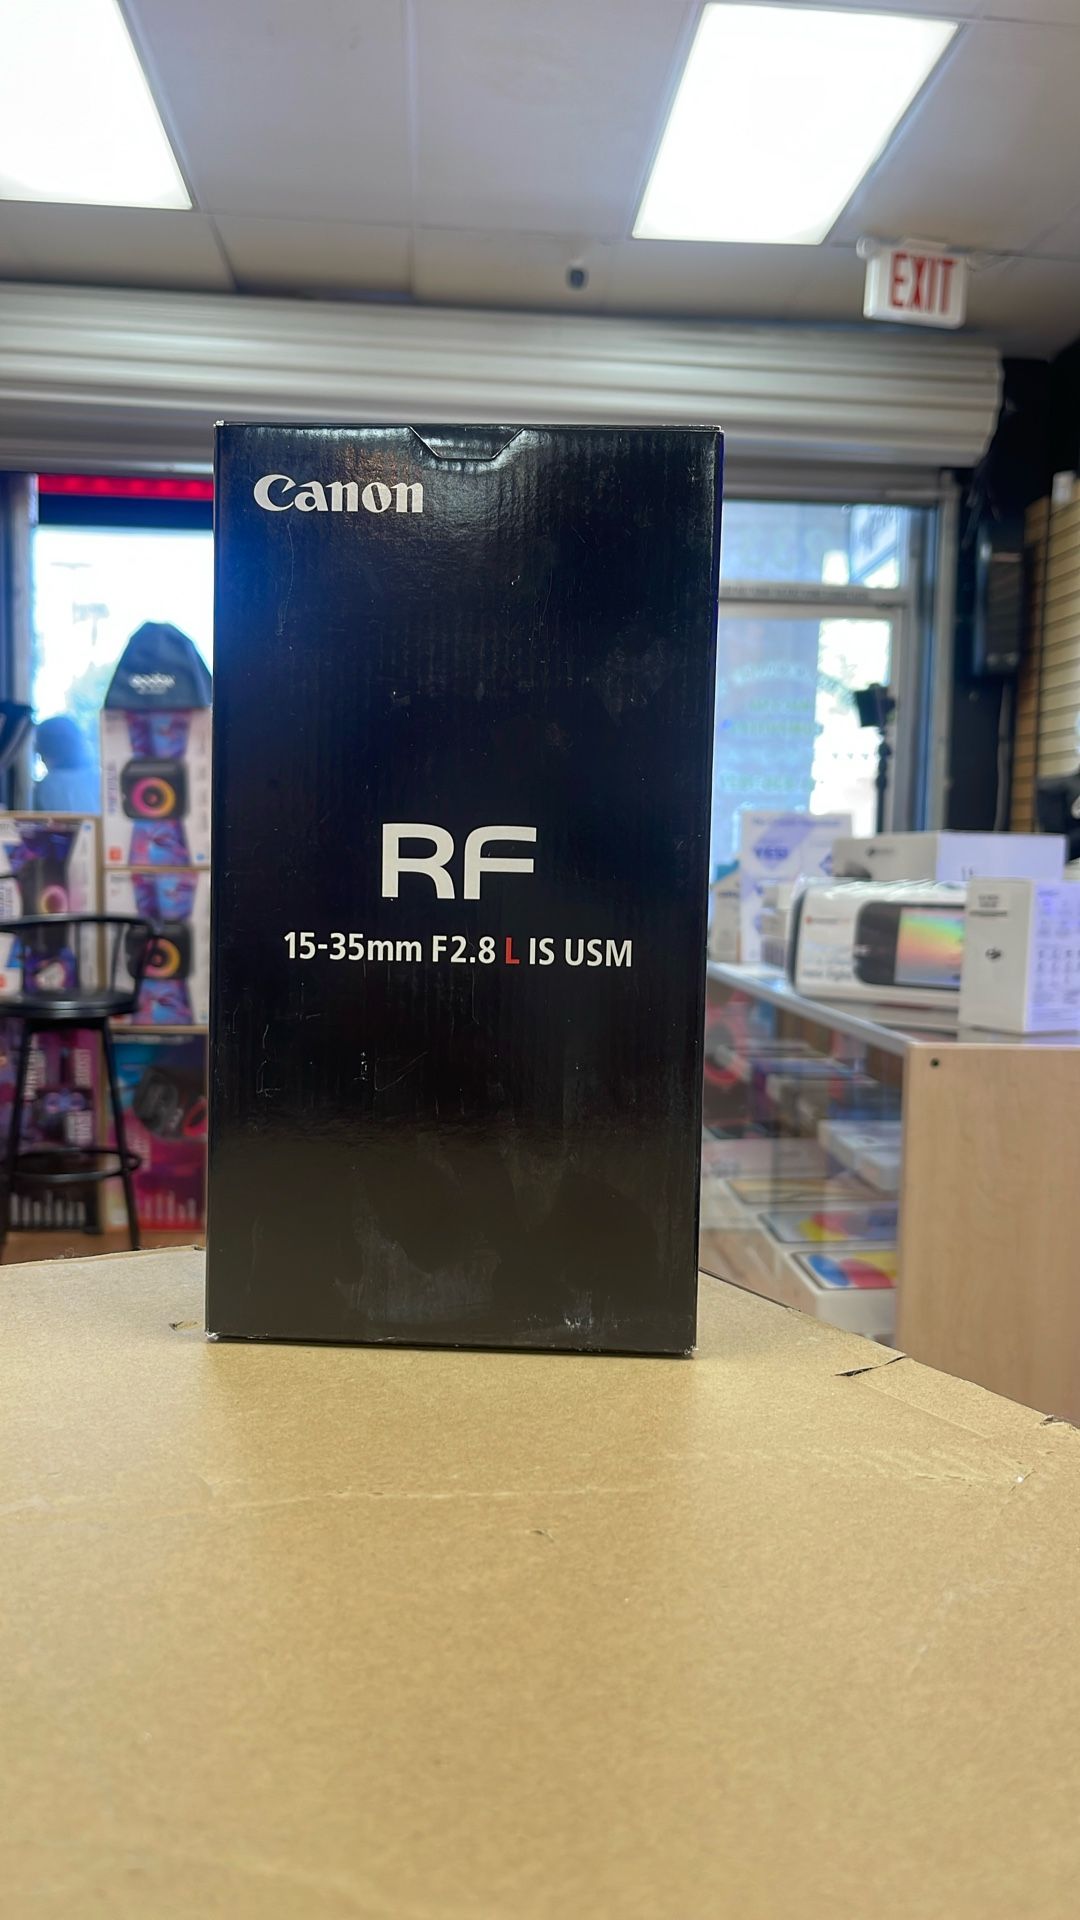 EXIT
Canon
RF
15-35mm F2.8 L IS USM